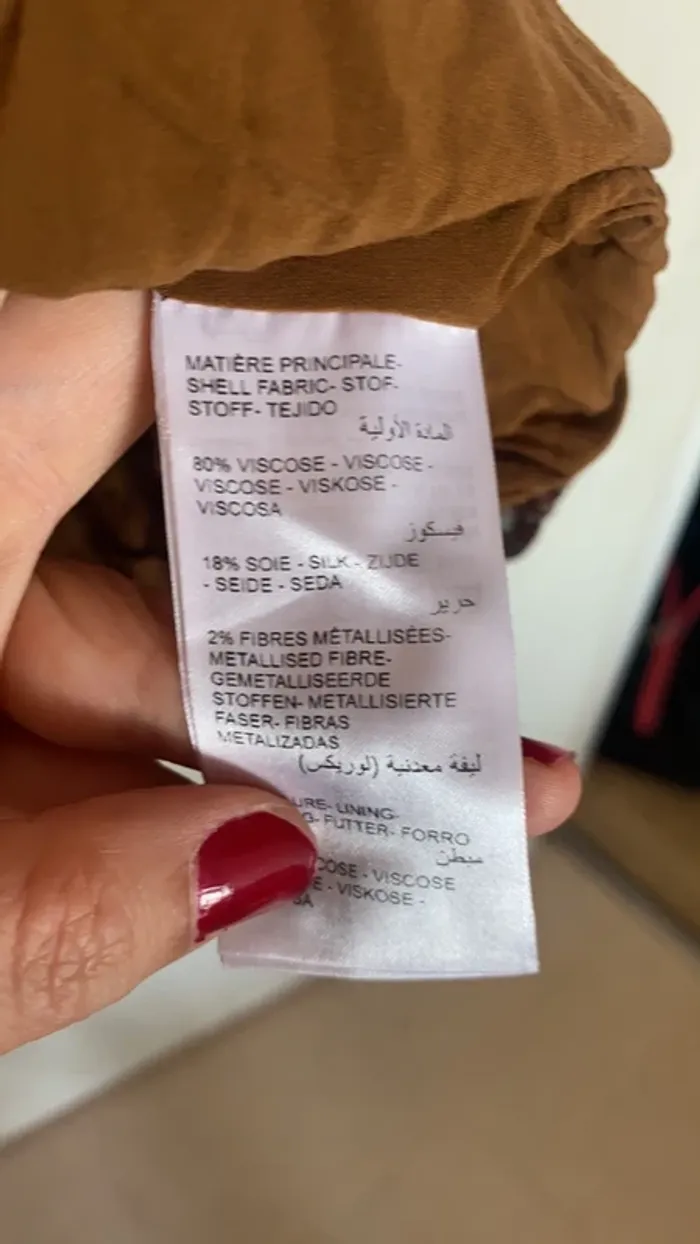 MATIÈRE PRINCIPALE-
SHELL FABRIC- STOF-
STOFF- TEJIDO
المادة الأولية
80% VISCOSE - VISCOSE -
VISCOSE - VISKOSE -
VISCOSA
فيسكوز
18% SOIE - SILK - ZIJDE
- SEIDE - SEDA
حرير
2% FIBRES MÉTALLISÉES-
METALLISED FIBRE-
GEMETALLISEERDE
STOFFEN- METALLISIERTE
FASER- FIBRAS
METALIZADAS
ليفة معدنية (لوريكس)
LINING-
FUTTER- FORRO
مبطن
VISCOSE
VISKOSE -